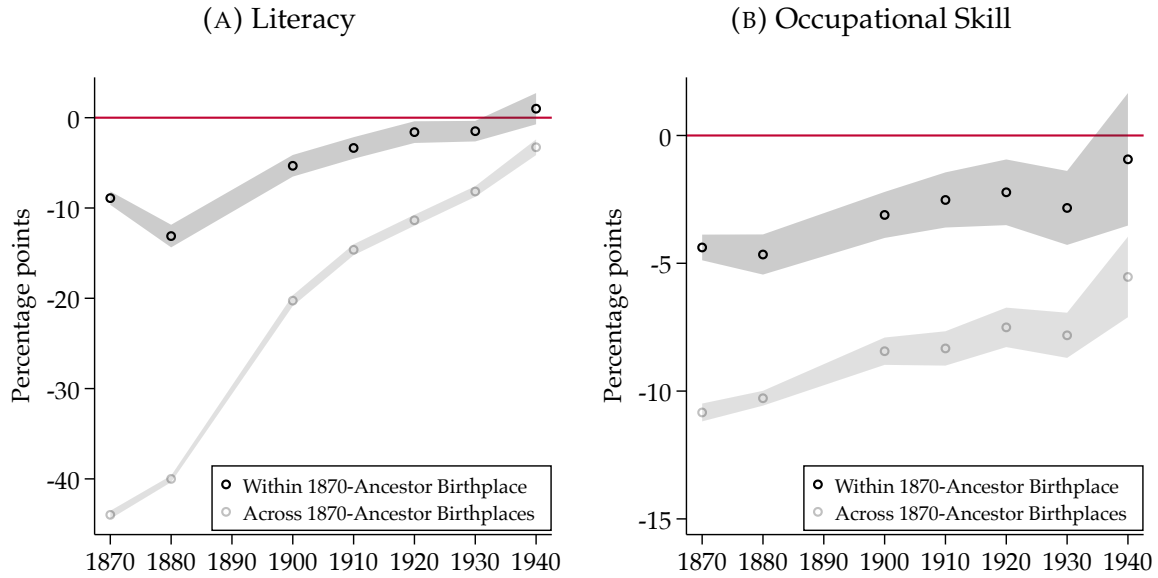 (A) Literacy
Percentage points
0
-10
-20
-30
-40
Within 1870-Ancestor Birthplace
Across 1870-Ancestor Birthplaces
1870 1880 1890 1900 1910 1920 1930 1940
(B) Occupational Skill
Percentage points
0
-5
-10
-15
Within 1870-Ancestor Birthplace
Across 1870-Ancestor Birthplaces
1870 1880 1890 1900 1910 1920 1930 1940